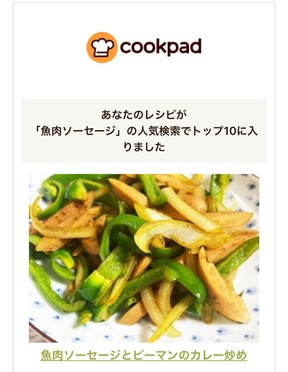 cookpad
あなたのレシピが
「魚肉ソーセージ」の人気検索でトップ10に入
りました
魚肉ソーセージとピーマンのカレー炒め